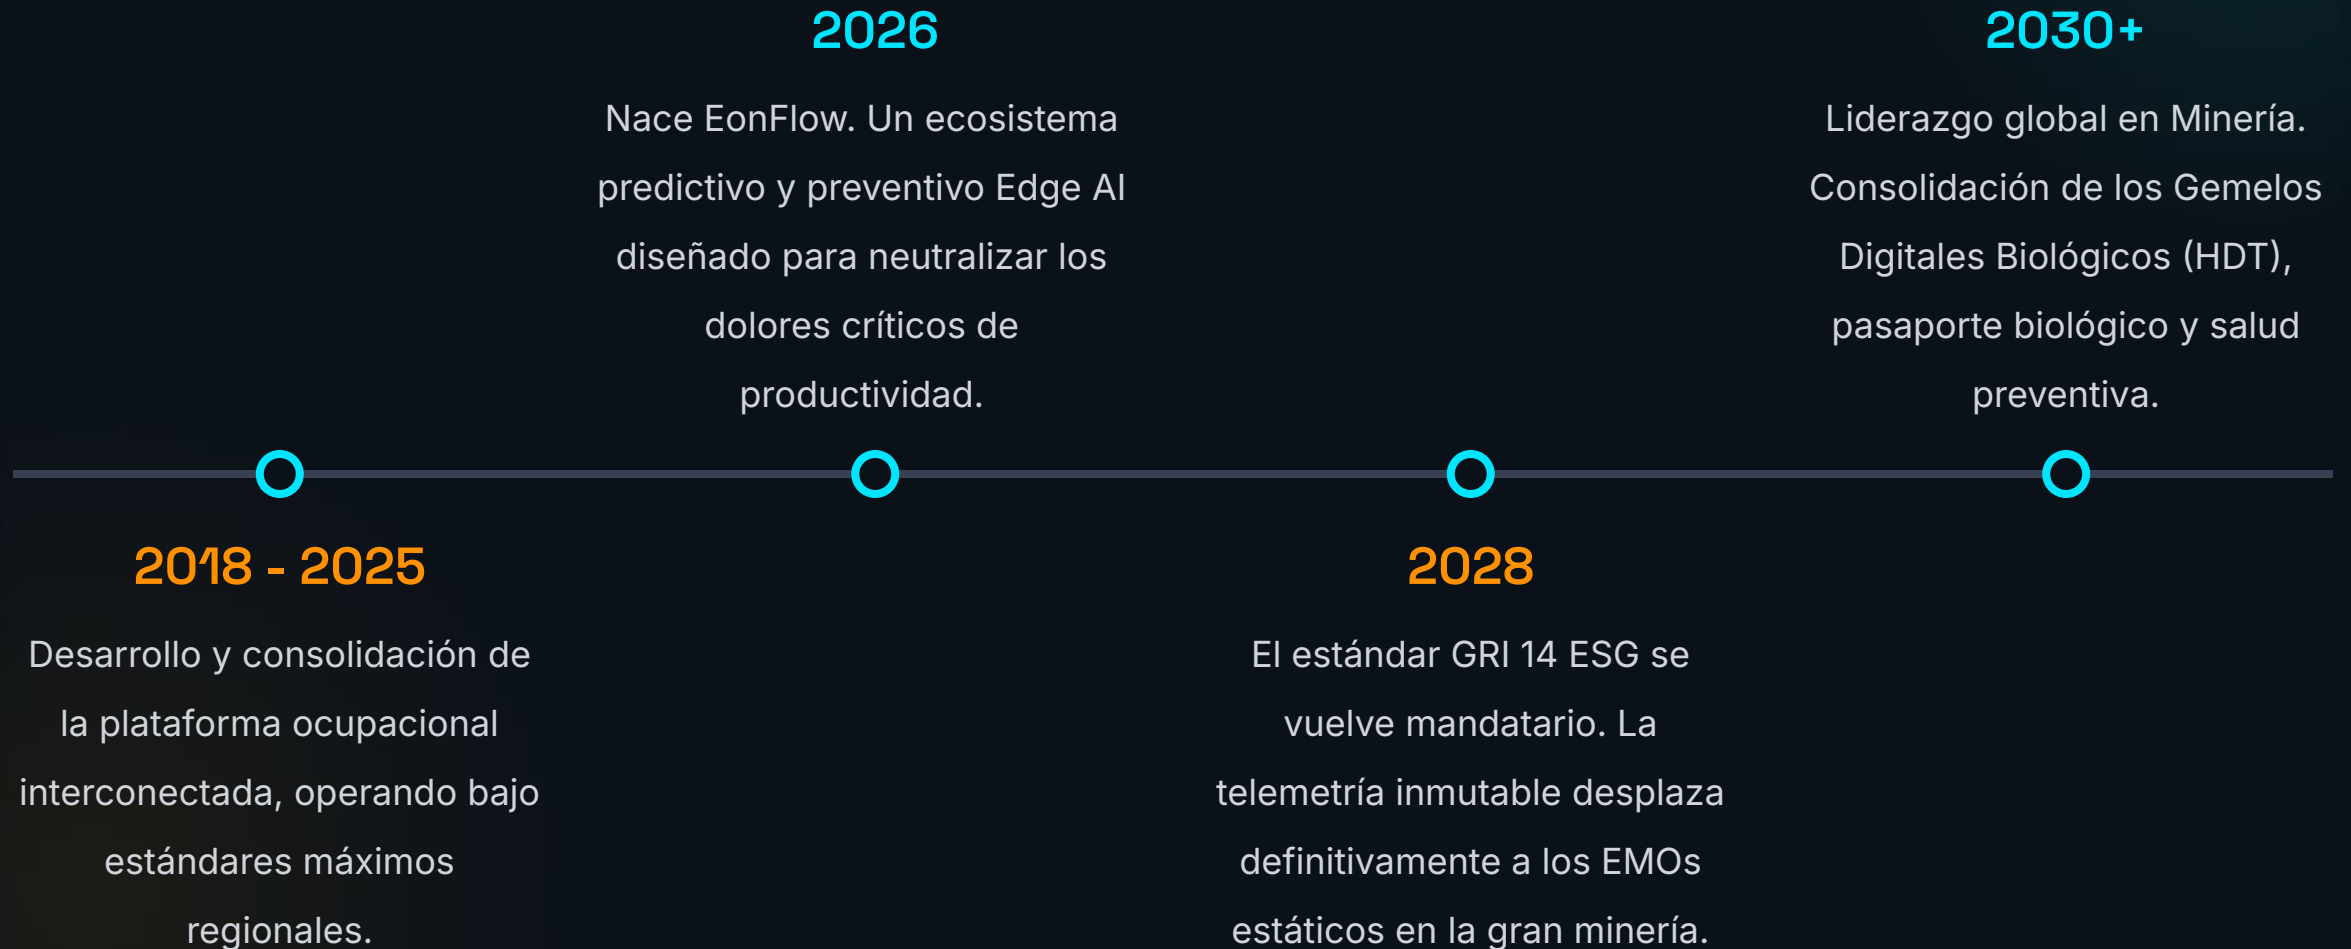 2026
Nace EonFlow. Un ecosistema
predictivo y preventivo Edge AI
diseñado para neutralizar los
dolores críticos de
productividad.
2030+
Liderazgo global en Minería.
Consolidación de los Gemelos
Digitales Biológicos (HDT),
pasaporte biológico y salud
preventiva.
2018 - 2025
Desarrollo y consolidación de
la plataforma ocupacional
interconectada, operando bajo
estándares máximos
regionales.
2028
El estándar GRI 14 ESG se
vuelve mandatario. La
telemetría inmutable desplaza
definitivamente a los EMOs
estáticos en la gran minería.